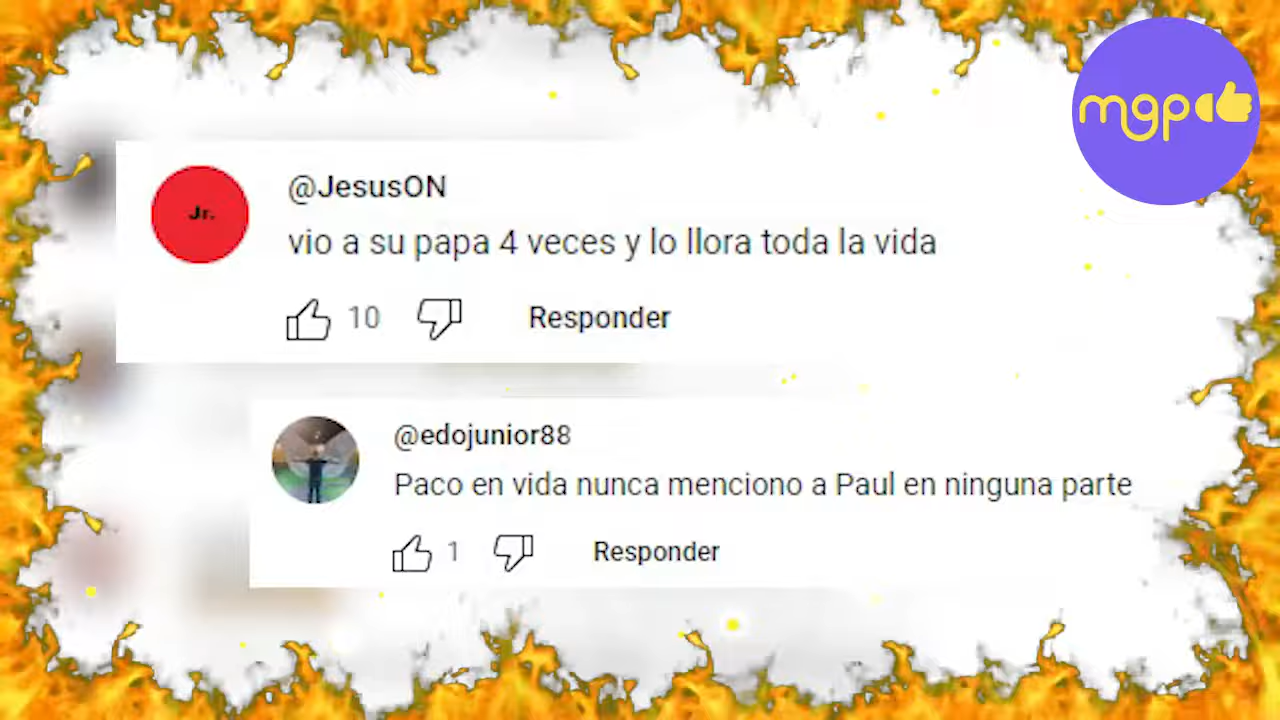 mgp
Jr.
@JesusON
vio a su papa 4 veces y lo llora toda la vida
10
Responder
@edojunior88
Paco en vida nunca menciono a Paul en ninguna parte
1
Responder